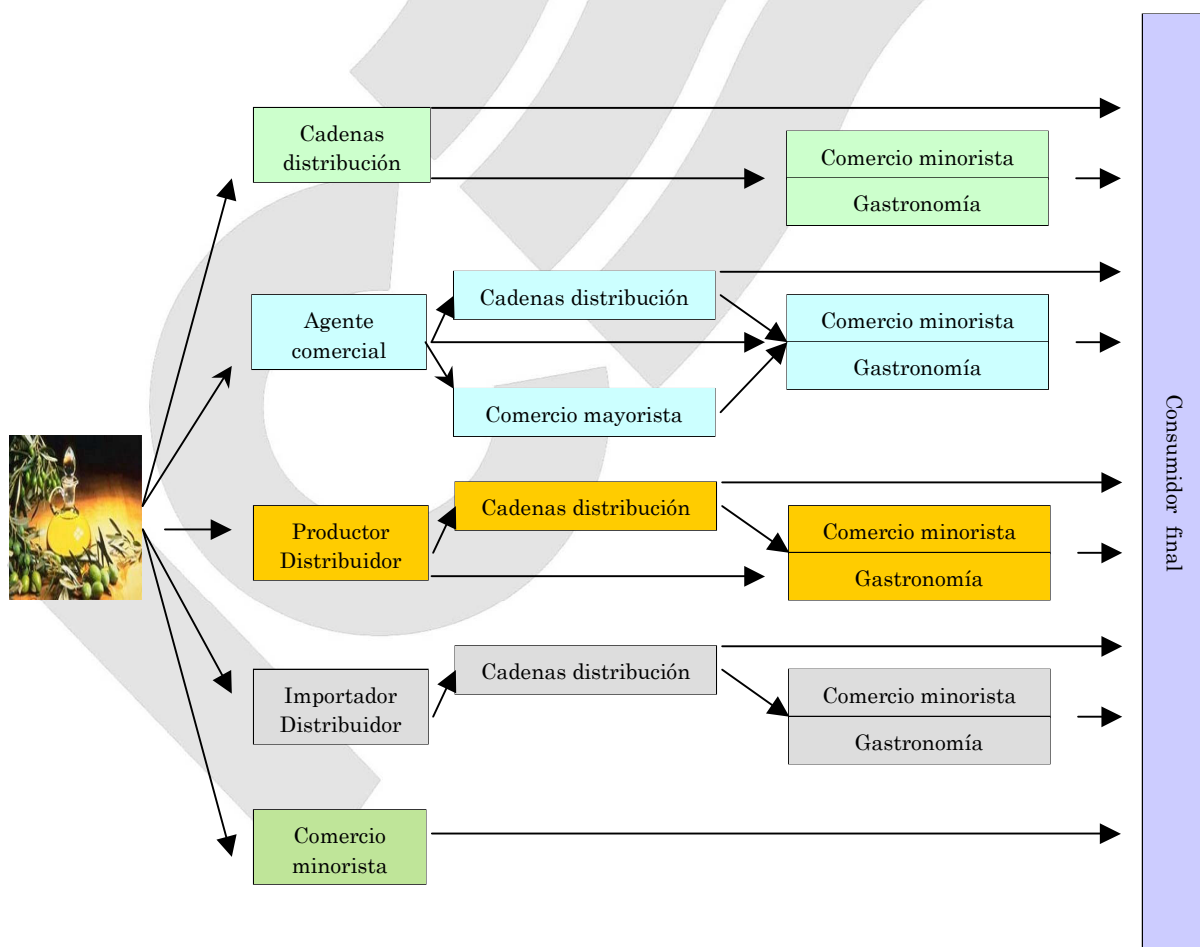 Cadenas
distribución
Comercio minorista
Gastronomía
Agente
comercial
Cadenas distribución
Comercio mayorista
Comercio minorista
Gastronomía
Productor
Distribuidor
Cadenas distribución
Comercio minorista
Gastronomía
Importador
Distribuidor
Cadenas distribución
Comercio minorista
Gastronomía
Comercio
minorista
Consumidor final